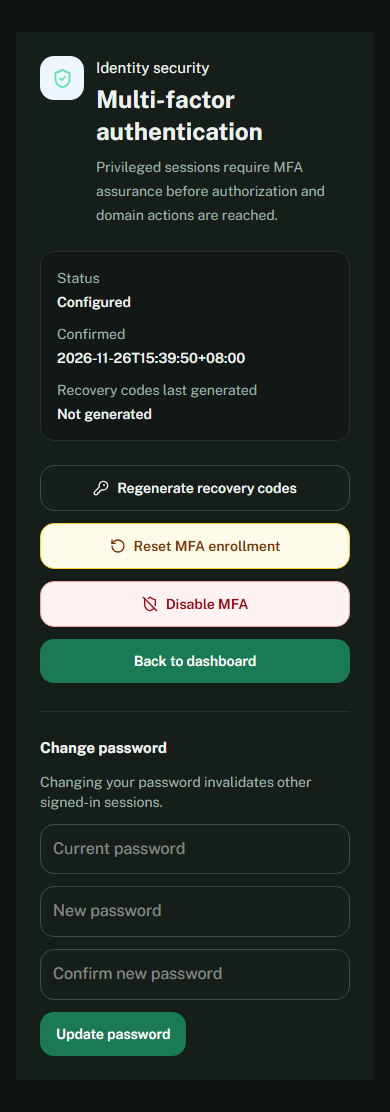 Identity security
Multi-factor
authentication
Privileged sessions require MFA
assurance before authorization and
domain actions are reached.
Status
Configured
Confirmed
2026-11-26T15:39:50+08:00
Recovery codes last generated
Not generated
Regenerate recovery codes
Reset MFA enrollment
Disable MFA
Back to dashboard
Change password
Changing your password invalidates other
signed-in sessions.
Current password
New password
Confirm new password
Update password